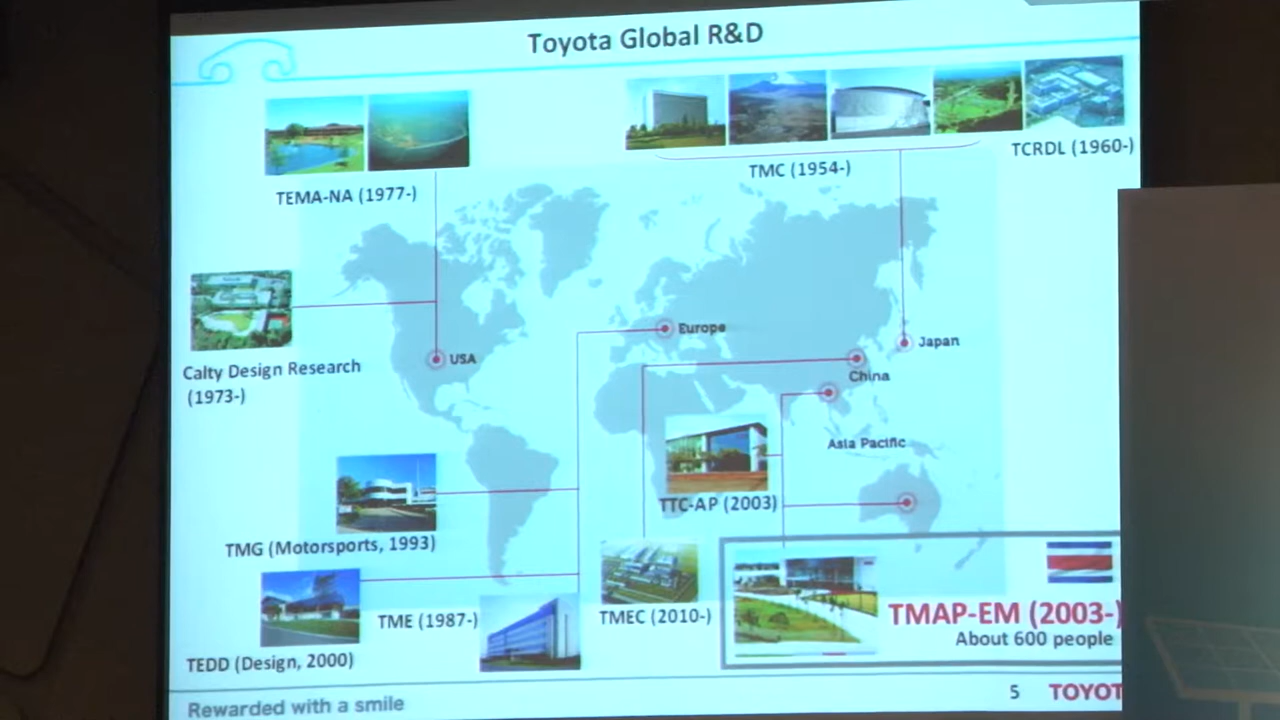 Toyota Global R&D
TEMA-NA (1977-)
TMC (1954-)
TCRDL (1960-)
Calty Design Research
(1973-)
USA
Europe
Japan
China
Asia Pacific
TTC-AP (2003)
TMG (Motorsports, 1993)
TME (1987-)
TMEC (2010-)
TEDD (Design, 2000)
TMAP-EM (2003-)
About 600 people
Rewarded with a smile
5
TOYOT